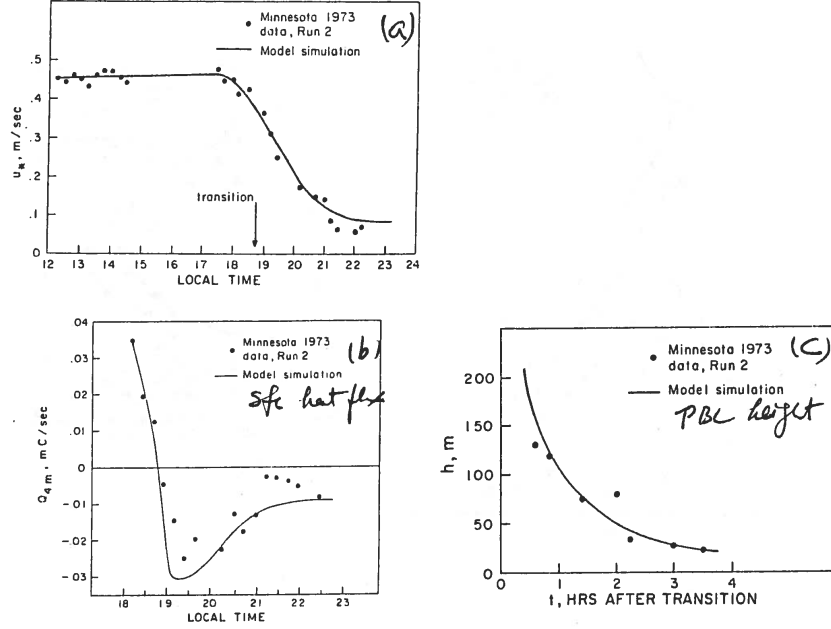 Minnesota 1973
data, Run 2
Model simulation
(a)
u*, m/sec
.5
.4
.3
.2
.1
0
transition
12 13 14 15 16 17 18 19 20 21 22 23 24
LOCAL TIME
Minnesota 1973
data, Run 2
Model simulation
(b)
sfc heat flux
Q4m, mC/sec
04
.03
.02
.01
0
-.01
-.02
-.03
18 19 20 21 22 23
LOCAL TIME
Minnesota 1973
data, Run 2
Model simulation
(C)
PBL height
h, m
200
150
100
50
0
0 1 2 3 4
t, HRS AFTER TRANSITION